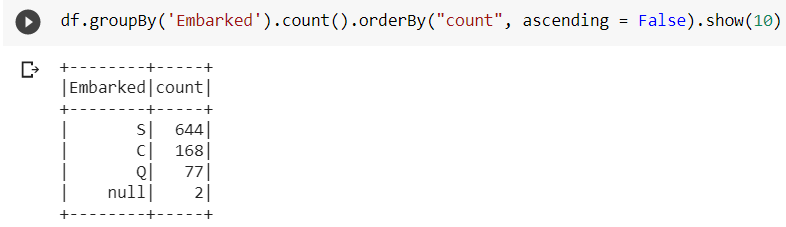 df.groupBy('Embarked').count().orderBy("count", ascending = False).show(10)
+--------+-----+
|Embarked|count|
+--------+-----+
|       S|  644|
|       C|  168|
|       Q|   77|
|    null|    2|
+--------+-----+